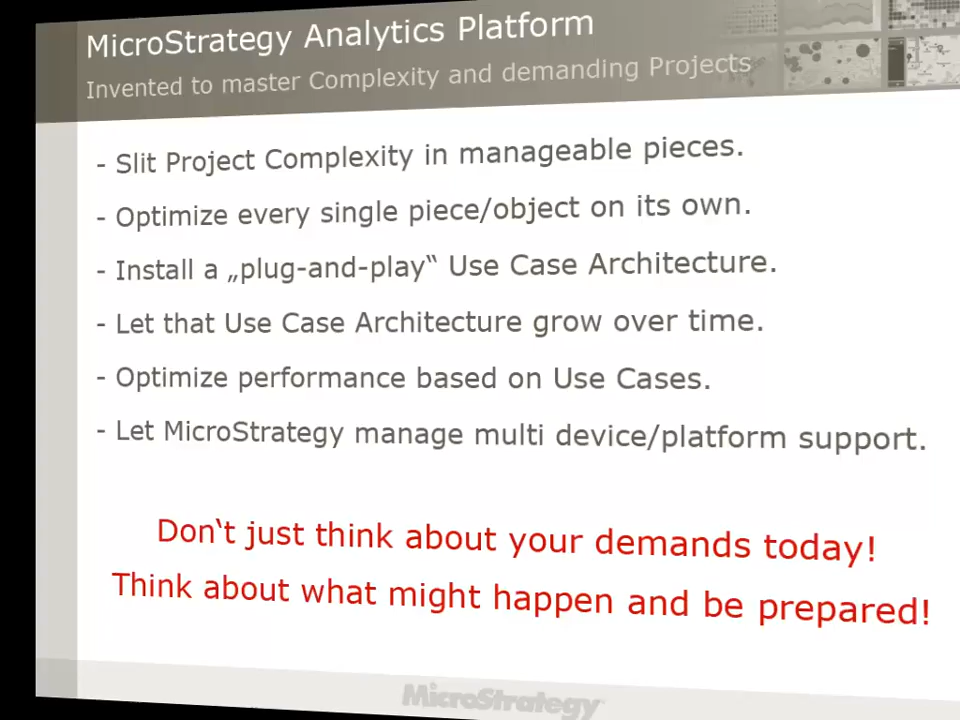 MicroStrategy Analytics Platform
Invented to master Complexity and demanding Projects
- Slit Project Complexity in manageable pieces.
- Optimize every single piece/object on its own.
- Install a „plug-and-play“ Use Case Architecture.
- Let that Use Case Architecture grow over time.
- Optimize performance based on Use Cases.
- Let MicroStrategy manage multi device/platform support.
Don‘t just think about your demands today!
Think about what might happen and be prepared!
MicroStrategy